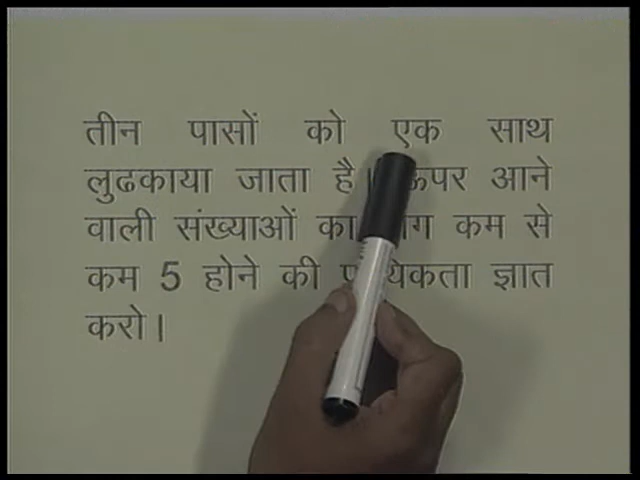 तीन पासों को एक साथ
लुढकाया जाता है। ऊपर आने
वाली संख्याओं का कम से
कम 5 होने की ज्ञात
करो।